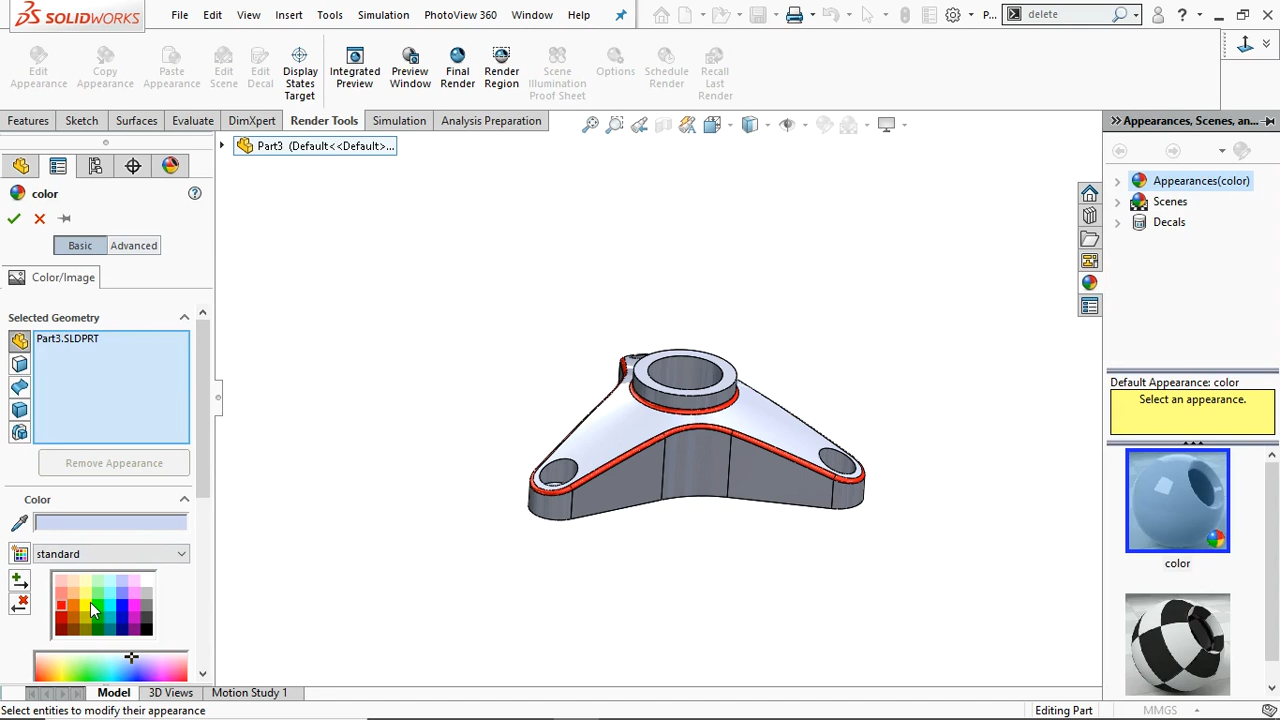 SOLIDWORKS
File Edit View Insert Tools Simulation PhotoView 360 Window Help
P... delete
Edit Appearance
Copy Appearance
Paste Appearance
Edit Scene
Edit Decal
Display States Target
Integrated Preview
Preview Window
Final Render
Render Region
Scene Illumination Proof Sheet
Options
Schedule Render
Recall Last Render
Features Sketch Surfaces Evaluate DimXpert Render Tools Simulation Analysis Preparation
Part3 (Default<<Default>...
color
Basic Advanced
Color/Image
Selected Geometry
Part3.SLDPRT
Remove Appearance
Color
standard
Appearances, Scenes, an...
Appearances(color)
Scenes
Decals
Default Appearance: color
Select an appearance.
color
Model 3D Views Motion Study 1
Select entities to modify their appearance
Editing Part
MMGS